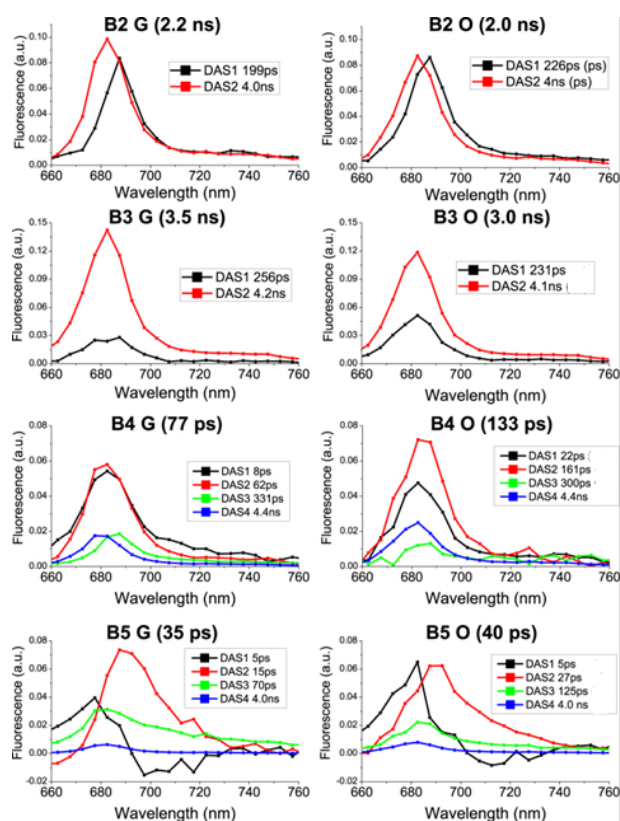 B2 G (2.2 ns)
Fluorescence (a.u.)
0.10
0.08
0.06
0.04
0.02
0.00
DAS1 199ps
DAS2 4.0ns
660 680 700 720 740 760
Wavelength (nm)
B2 O (2.0 ns)
Fluorescence (a.u.)
0.10
0.08
0.06
0.04
0.02
0.00
DAS1 226ps (ps)
DAS2 4ns (ps)
660 680 700 720 740 760
Wavelength (nm)
B3 G (3.5 ns)
Fluorescence (a.u.)
0.15
0.12
0.09
0.06
0.03
0.00
DAS1 256ps
DAS2 4.2ns
660 680 700 720 740 760
Wavelength (nm)
B3 O (3.0 ns)
Fluorescence (a.u.)
0.15
0.12
0.09
0.06
0.03
0.00
DAS1 231ps
DAS2 4.1ns (
660 680 700 720 740 760
Wavelength (nm)
B4 G (77 ps)
Fluorescence (a.u.)
0.08
0.06
0.04
0.02
0.00
DAS1 8ps
DAS2 62ps
DAS3 331ps
DAS4 4.4ns
660 680 700 720 740 760
Wavelength (nm)
B4 O (133 ps)
Fluorescence (a.u.)
0.08
0.06
0.04
0.02
0.00
DAS1 22ps (
DAS2 161ps
DAS3 300ps
DAS4 4.4ns
660 680 700 720 740 760
Wavelength (nm)
B5 G (35 ps)
Fluorescence (a.u.)
0.08
0.06
0.04
0.02
0.00
-0.02
DAS1 5ps
DAS2 15ps
DAS3 70ps
DAS4 4.0ns
660 680 700 720 740 760
Wavelength (nm)
B5 O (40 ps)
Fluorescence (a.u.)
0.08
0.06
0.04
0.02
0.00
-0.02
DAS1 5ps
DAS2 27ps
DAS3 125ps
DAS4 4.0 ns
660 680 700 720 740 760
Wavelength (nm)